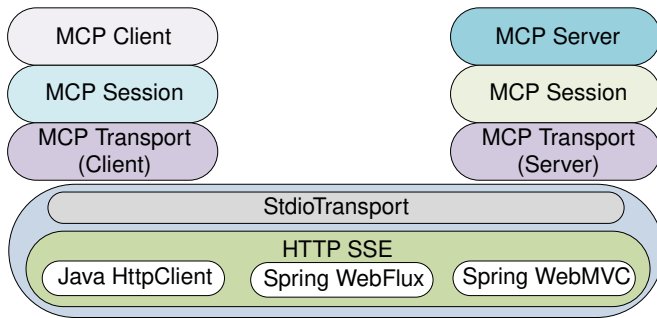 MCP Client
MCP Server
MCP Session
MCP Session
MCP Transport
(Client)
MCP Transport
(Server)
StdioTransport
HTTP SSE
Java HttpClient
Spring WebFlux
Spring WebMVC